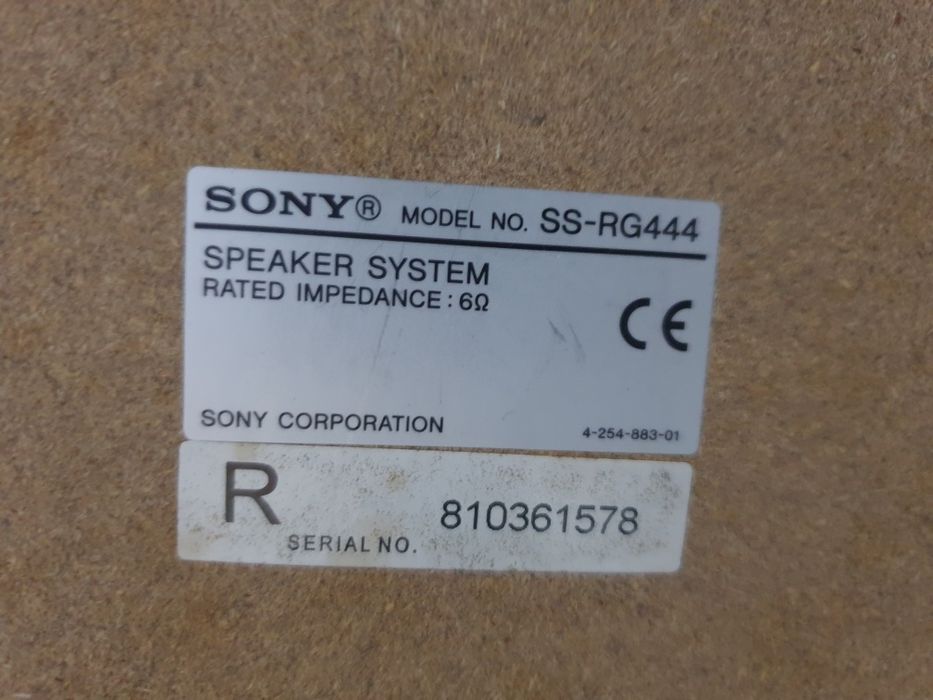 SONY® MODEL NO. SS-RG444
SPEAKER SYSTEM
RATED IMPEDANCE : 6Ω
CE
SONY CORPORATION 4-254-883-01
R 810361578
SERIAL NO.